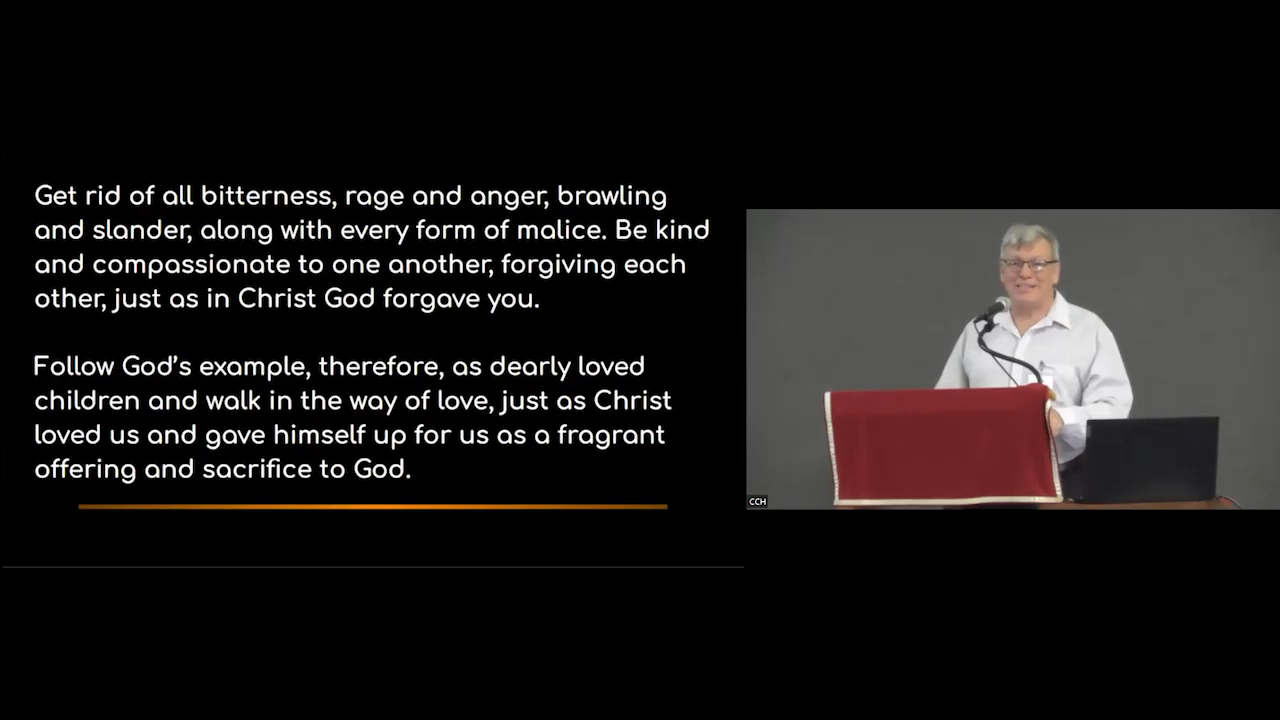 Get rid of all bitterness, rage and anger, brawling
and slander, along with every form of malice. Be kind
and compassionate to one another, forgiving each
other, just as in Christ God forgave you.
Follow God's example, therefore, as dearly loved
children and walk in the way of love, just as Christ
loved us and gave himself up for us as a fragrant
offering and sacrifice to God.
CCH